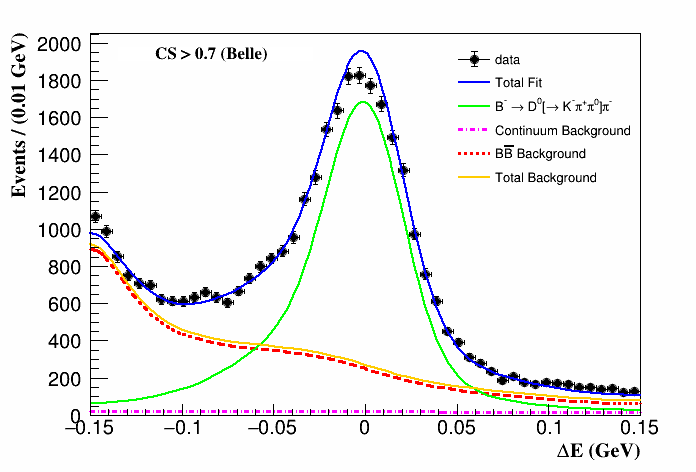 CS > 0.7 (Belle)
data
Total Fit
B⁻ → D⁰[→ K⁻π⁺π⁰]π⁻
Continuum Background
BB̅ Background
Total Background
Events / (0.01 GeV)
2000
1800
1600
1400
1200
1000
800
600
400
200
0
−0.15 −0.1 −0.05 0 0.05 0.1 0.15
ΔE (GeV)